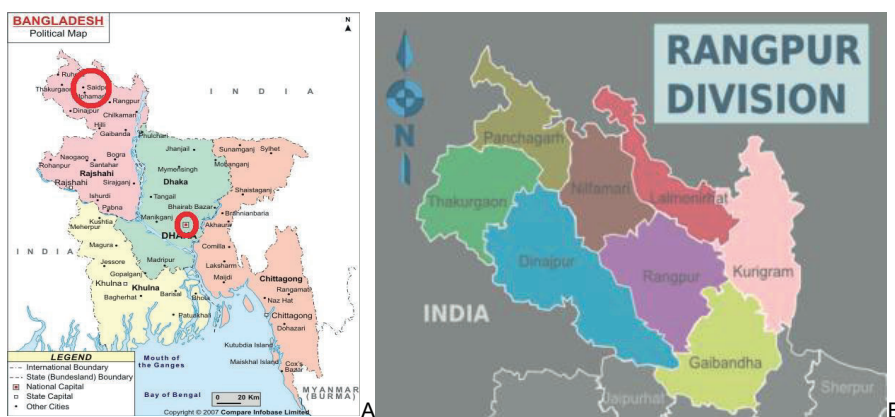 BANGLADESH
Political Map
N
INDIA
Thakurgaon
Rangpur
Dinajpur
Chilkamari
Hilli
Gaibanda
Phulchari
Jhanjail
Sunamganj
Sylhet
Mohanganj
Naogaon
Bogra
Rohanpur
Santahar
Mymensingh
Rajshahi
Rajshahi
Sirajganj
Dhaka
Shaistaganj
Ishurdi
Tangail
Bhairab Bazar
Pabna
Brahnianbaria
Kushtia
Manikganj
Akhaura
Meherpur
INDIA
Magura
Madripur
Comilla
Jessore
Laksham
Gopalganj
Majdi
Chittagong
Khulna
Khulna
Rangamati
Bagherhat
Barisal
Bhola
Naz Hat
Patuakhali
Chittagong
Dohazari
Kutubdia Island
Maiskhal Island
Cox's
Bazar
LEGEND
International Boundary
State (Bundesland) Boundary
National Capital
State Capital
Other Cities
Mouth of
the Ganges
Bay of Bengal
0 20 Km
MYANMAR
(BURMA)
Copyright © 2007 Compare Infobase Limited
A
RANGPUR
DIVISION
N
Panchagarh
Nilfamari
Lalmonirhat
Thakurgaon
Dinajpur
Rangpur
Kurigram
INDIA
Gaibandha
Jaipurhat
Sherpur